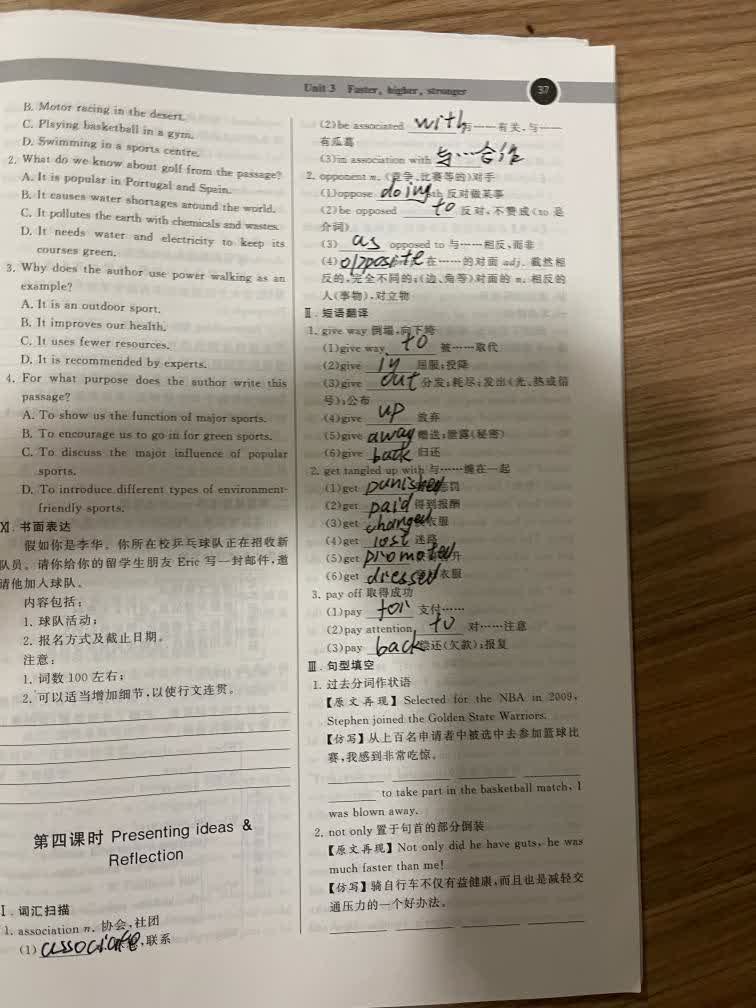 Unit 3 Faster, higher, stronger
37
B. Motor racing in the desert.
C. Playing basketball in a gym.
D. Swimming in a sports centre.
2. What do we know about golf from the passage?
A. It is popular in Portugal and Spain.
B. It causes water shortages around the world.
C. It pollutes the earth with chemicals and wastes.
D. It needs water and electricity to keep its
courses green.
3. Why does the author use power walking as an
example?
A. It is an outdoor sport.
B. It improves our health.
C. It uses fewer resources.
D. It is recommended by experts.
4. For what purpose does the author write this
passage?
A. To show us the function of major sports.
B. To encourage us to go in for green sports.
C. To discuss the major influence of popular
sports.
D. To introduce different types of environment-
friendly sports.
Ⅺ. 书面表达
假如你是李华。你所在校乒乓球队正在招收新
队员。请你给你的留学生朋友 Eric 写一封邮件,邀
请他加入球队。
内容包括:
1. 球队活动;
2. 报名方式及截止日期。
注意:
1. 词数 100 左右;
2. 可以适当增加细节,以使行文连贯。
第四课时 Presenting ideas &
Reflection
Ⅰ. 词汇扫描
1. association n. 协会,社团
(1) associate ,联系
(2)be associated with 与……有关,与……
有瓜葛
(3)in association with 与…合作
2. opponent n. (竞争、比赛等的)对手
(1)oppose doing sth 反对做某事
(2)be opposed to 反对,不赞成(to 是
介词)
(3) as opposed to 与……相反,而非
(4) opposite 在……的对面 adj. 截然相
反的,完全不同的;(边、角等)对面的 n. 相反的
人(事物),对立物
Ⅱ. 短语翻译
1. give way 倒塌,向下垮
(1)give way to 被……取代
(2)give in 屈服;投降
(3)give out 分发;耗尽;发出(光、热或信
号);公布
(4)give up 放弃
(5)give away 赠送;泄露(秘密)
(6)give back 归还
2. get tangled up with 与……缠在一起
(1)get punished 惩罚
(2)get paid 得到报酬
(3)get changed 衣服
(4)get lost 迷路
(5)get promoted 升
(6)get dressed 衣服
3. pay off 取得成功
(1)pay for 支付……
(2)pay attention to 对……注意
(3)pay back 偿还(欠款);报复
Ⅲ. 句型填空
1. 过去分词作状语
【原文再现】Selected for the NBA in 2009,
Stephen joined the Golden State Warriors.
【仿写】从上百名申请者中被选中去参加篮球比
赛,我感到非常吃惊。
to take part in the basketball match, I
was blown away.
2. not only 置于句首的部分倒装
【原文再现】Not only did he have guts, he was
much faster than me!
【仿写】骑自行车不仅有益健康,而且也是减轻交
通压力的一个好办法。